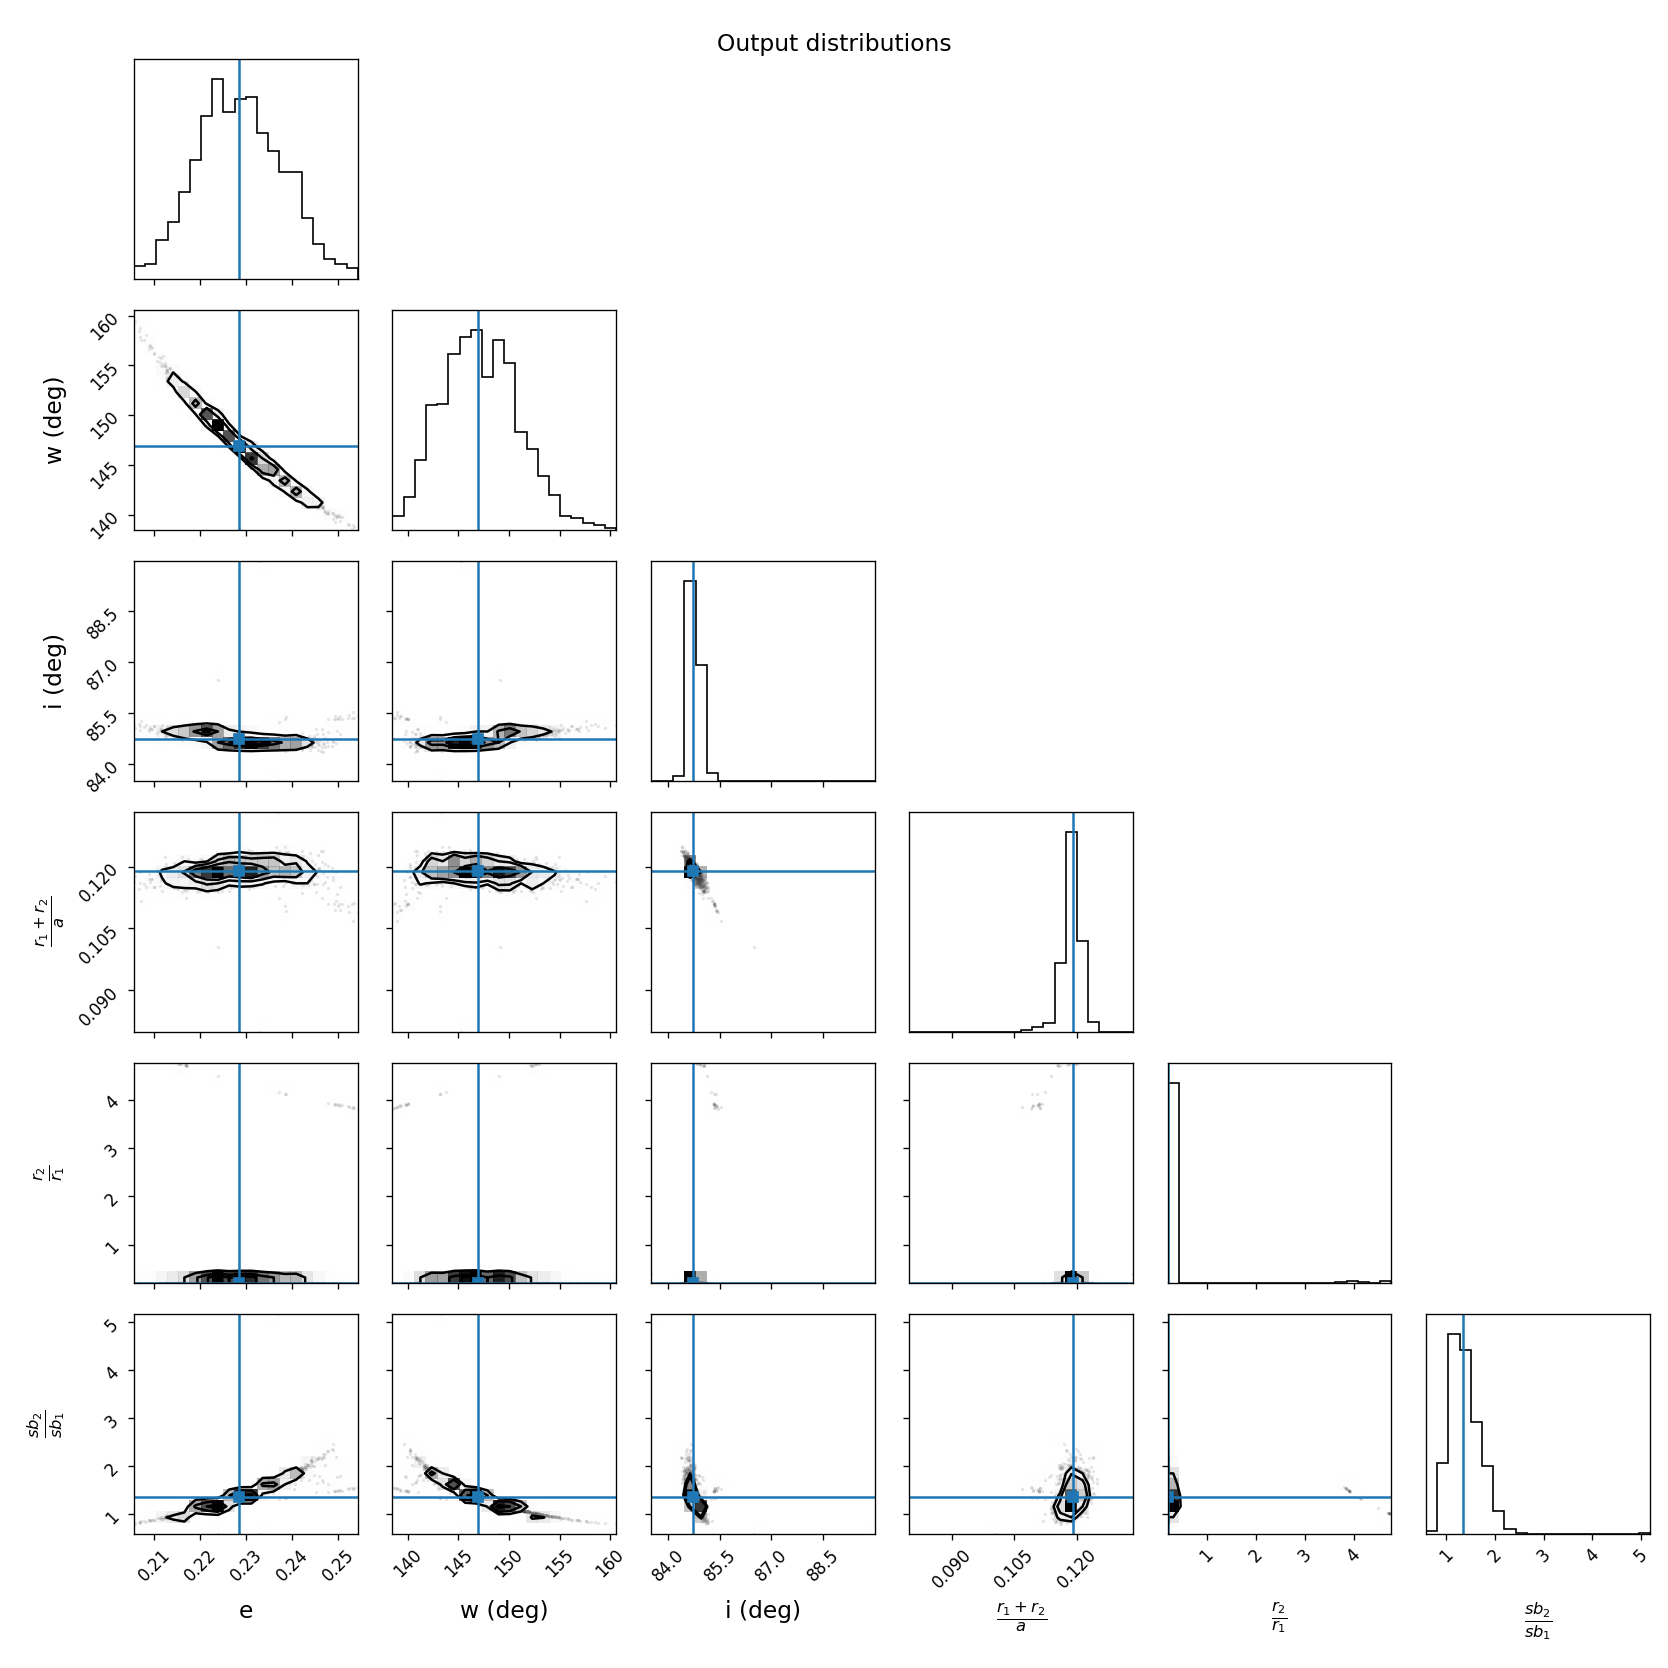 Output distributions
160
155
150
145
140
w (deg)
88.5
87.0
85.5
84.0
i (deg)
0.120
0.105
0.090
r₁ + r₂
a
4
3
2
1
r₂
r₁
5
4
3
2
1
sb₂
sb₁
0.21 0.22 0.23 0.24 0.25 140 145 150 155 160 84.0 85.5 87.0 88.5 0.090 0.105 0.120 1 2 3 4 1 2 3 4 5
e w (deg) i (deg) r₁ + r₂ r₂ sb₂
a r₁ sb₁